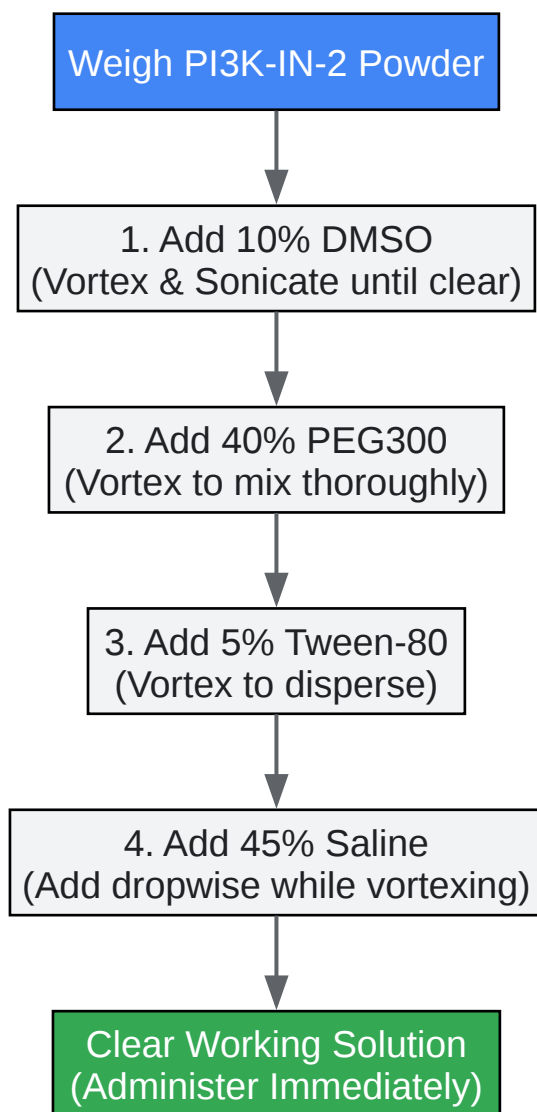 Weigh PI3K-IN-2 Powder
1. Add 10% DMSO
(Vortex & Sonicate until clear)
2. Add 40% PEG300
(Vortex to mix thoroughly)
3. Add 5% Tween-80
(Vortex to disperse)
4. Add 45% Saline
(Add dropwise while vortexing)
Clear Working Solution
(Administer Immediately)